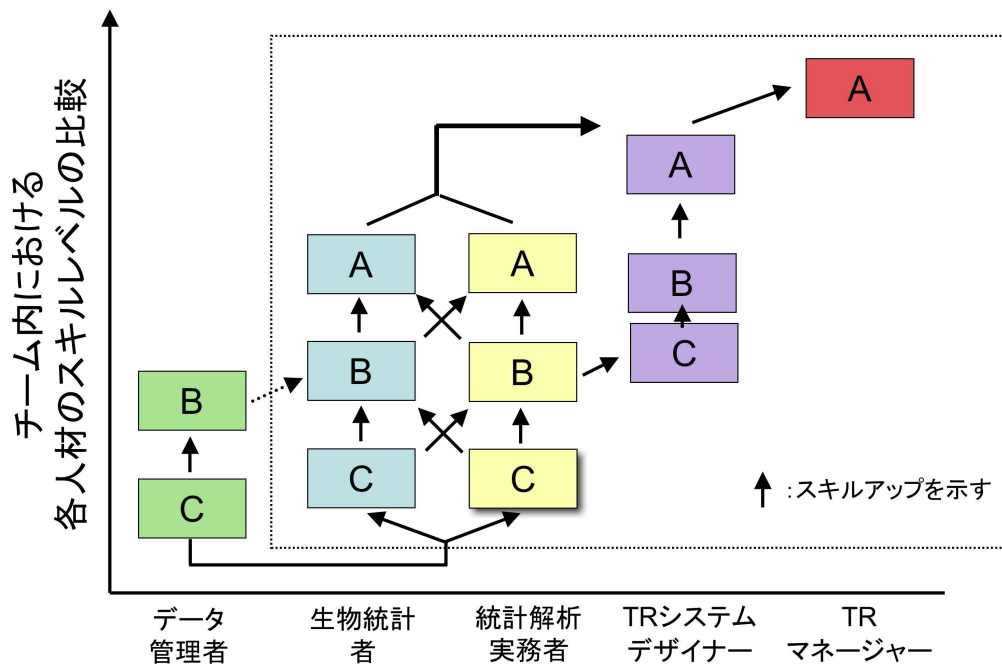 チーム内における
各人材のスキルレベルの比較
A
A
A
A
B
B
B
C
B
C
C
C
:スキルアップを示す
データ
管理者
生物統計
者
統計解析
実務者
TRシステム
デザイナー
TR
マネージャー